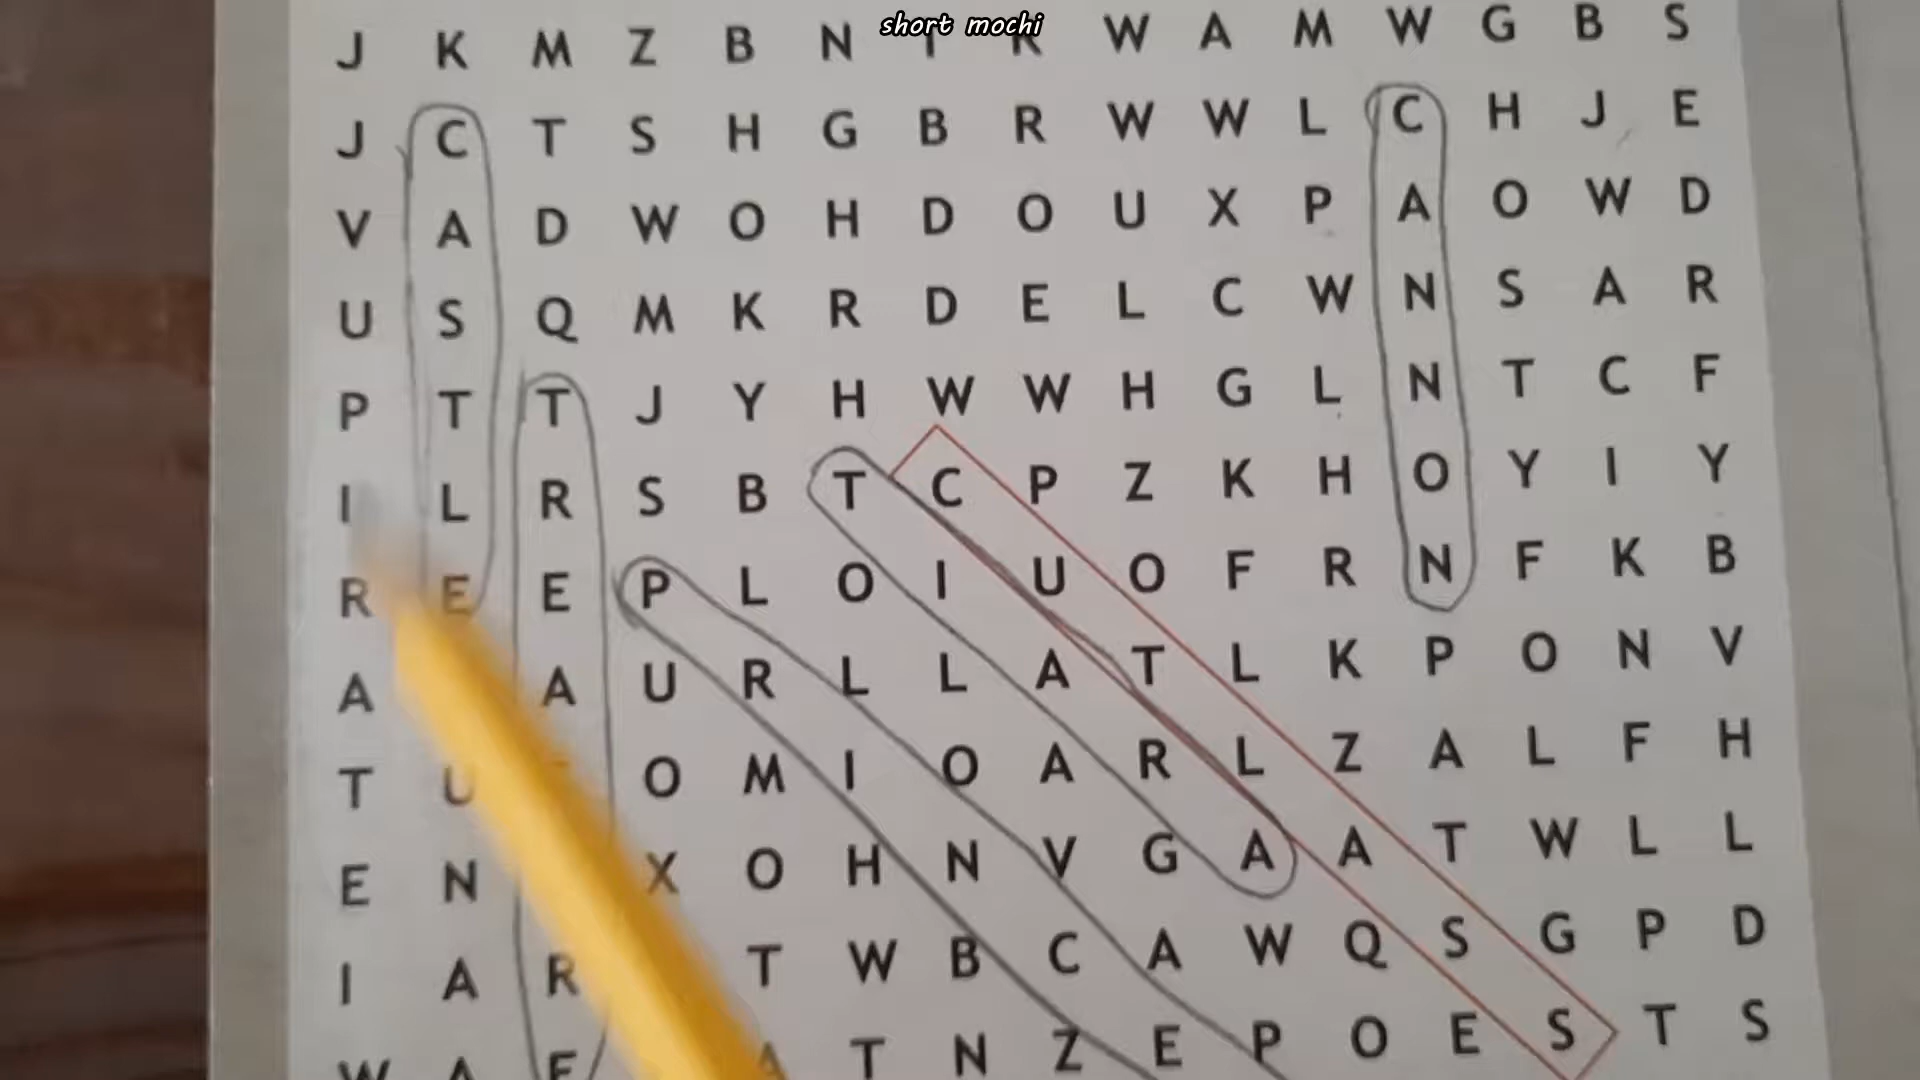 short mochi
J K M Z B N T R W A M W G B S
J C T S H G B R W W L C H J E
V A D W O H D O U X P A O W D
U S Q M K R D E L C W N S A R
P T T J Y H W W H G L N T C F
I L R S B T C P Z K H O Y I Y
R E E P L O I U O F R N F K B
A A U R L L A T L K P O N V
T U O M I O A R L Z A L F H
E N X O H N V G A A T W L L
I A R T W B C A W Q S G P D
W A E A T N Z E P O E S T S